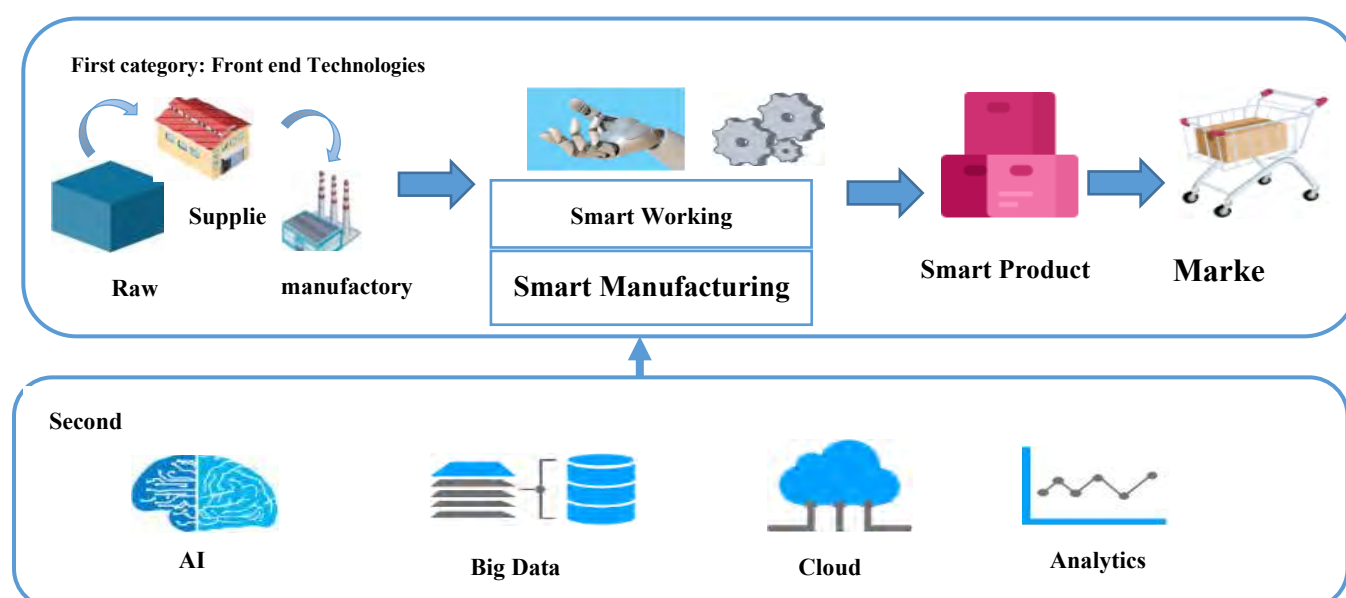 First category: Front end Technologies
Supplie
Raw
manufactory
Smart Working
Smart Manufacturing
Smart Product
Marke
Second
AI
Big Data
Cloud
Analytics